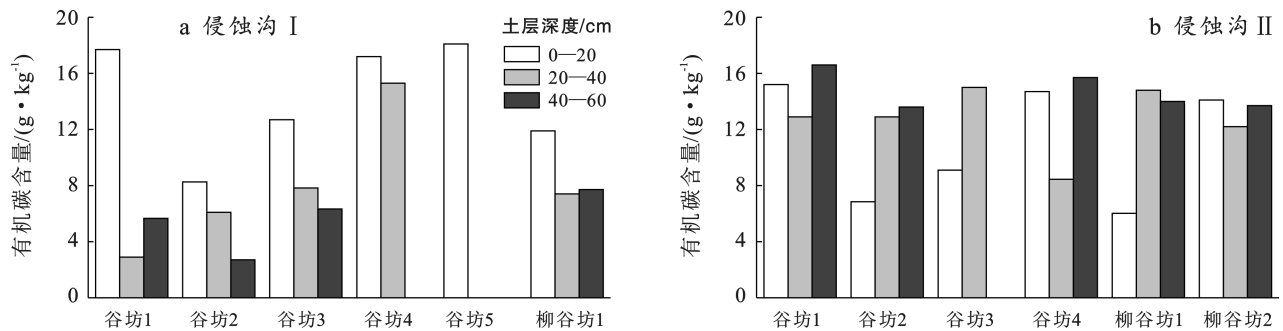 a 侵蚀沟 I
土层深度/cm
0—20
20—40
40—60
有机碳含量/(g·kg⁻¹)
20
16
12
8
4
0
谷坊1 谷坊2 谷坊3 谷坊4 谷坊5 柳谷坊1
b 侵蚀沟 II
有机碳含量/(g·kg⁻¹)
20
16
12
8
4
0
谷坊1 谷坊2 谷坊3 谷坊4 柳谷坊1 柳谷坊2